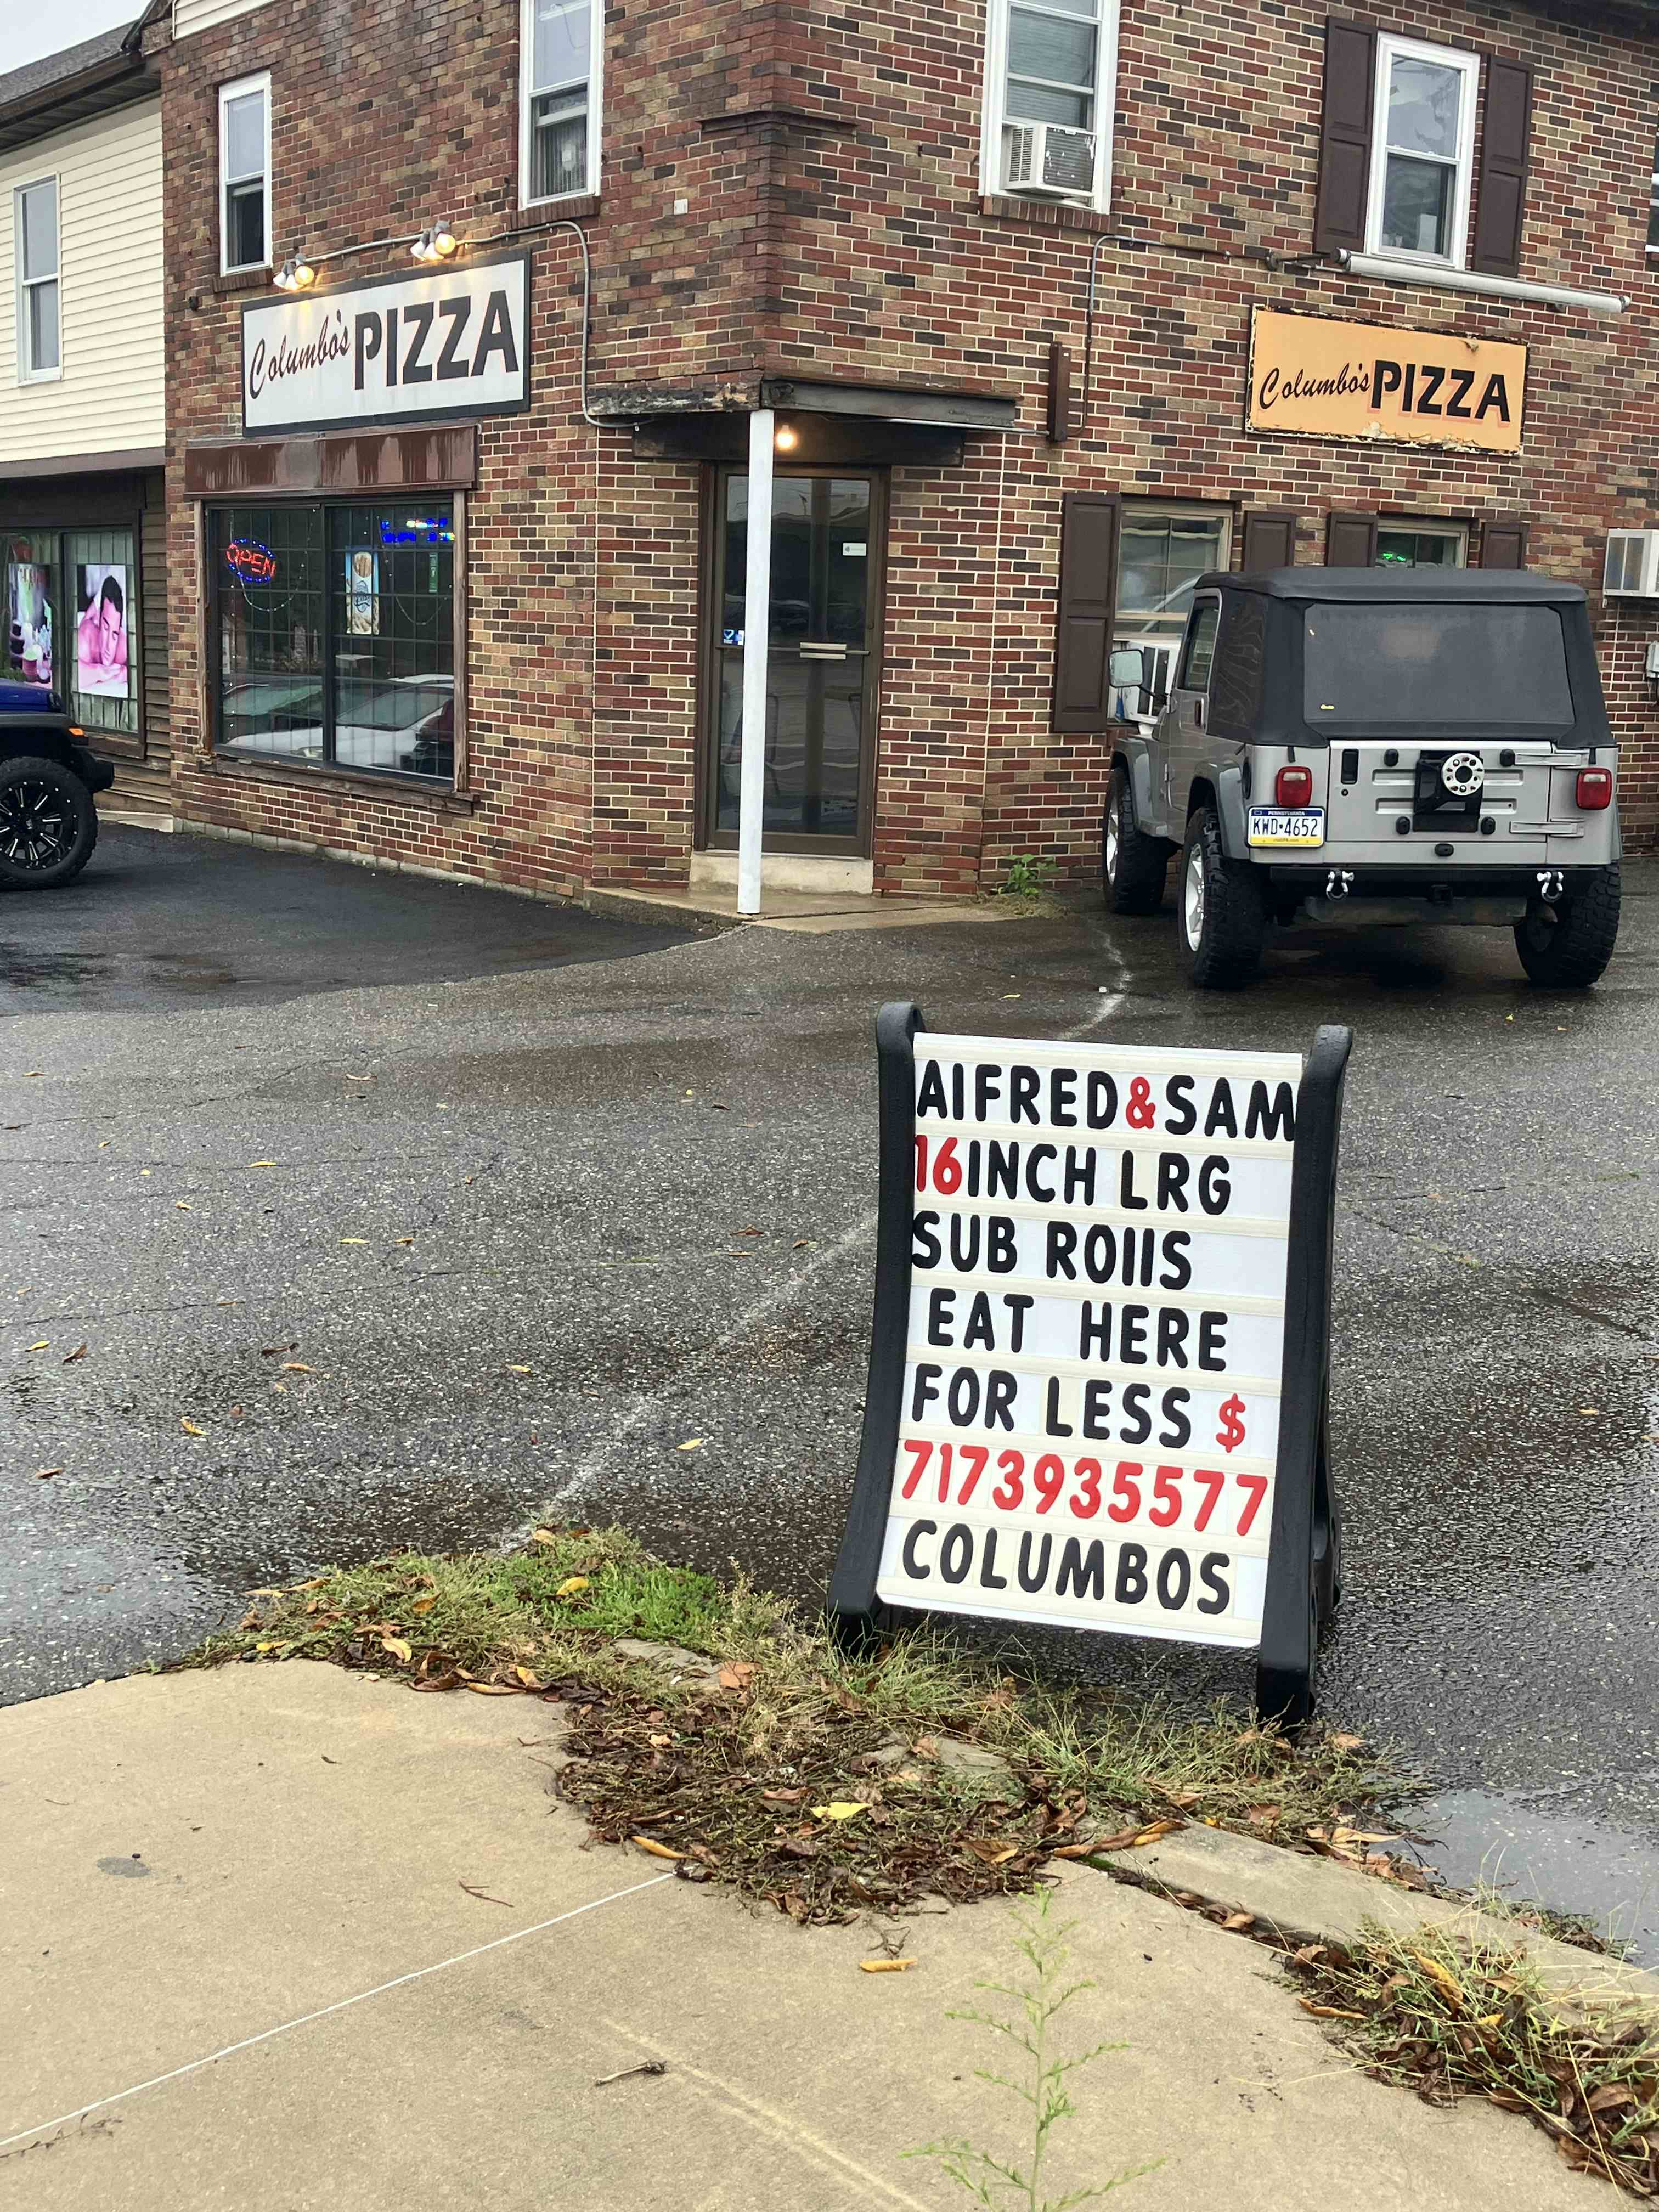 Columbo's PIZZA
Columbo's PIZZA
OPEN
PENNSYLVANIA
KWD•4652
AIFRED&SAM
16INCH LRG
SUB ROIIS
EAT HERE
FOR LESS $
7173935577
COLUMBOS